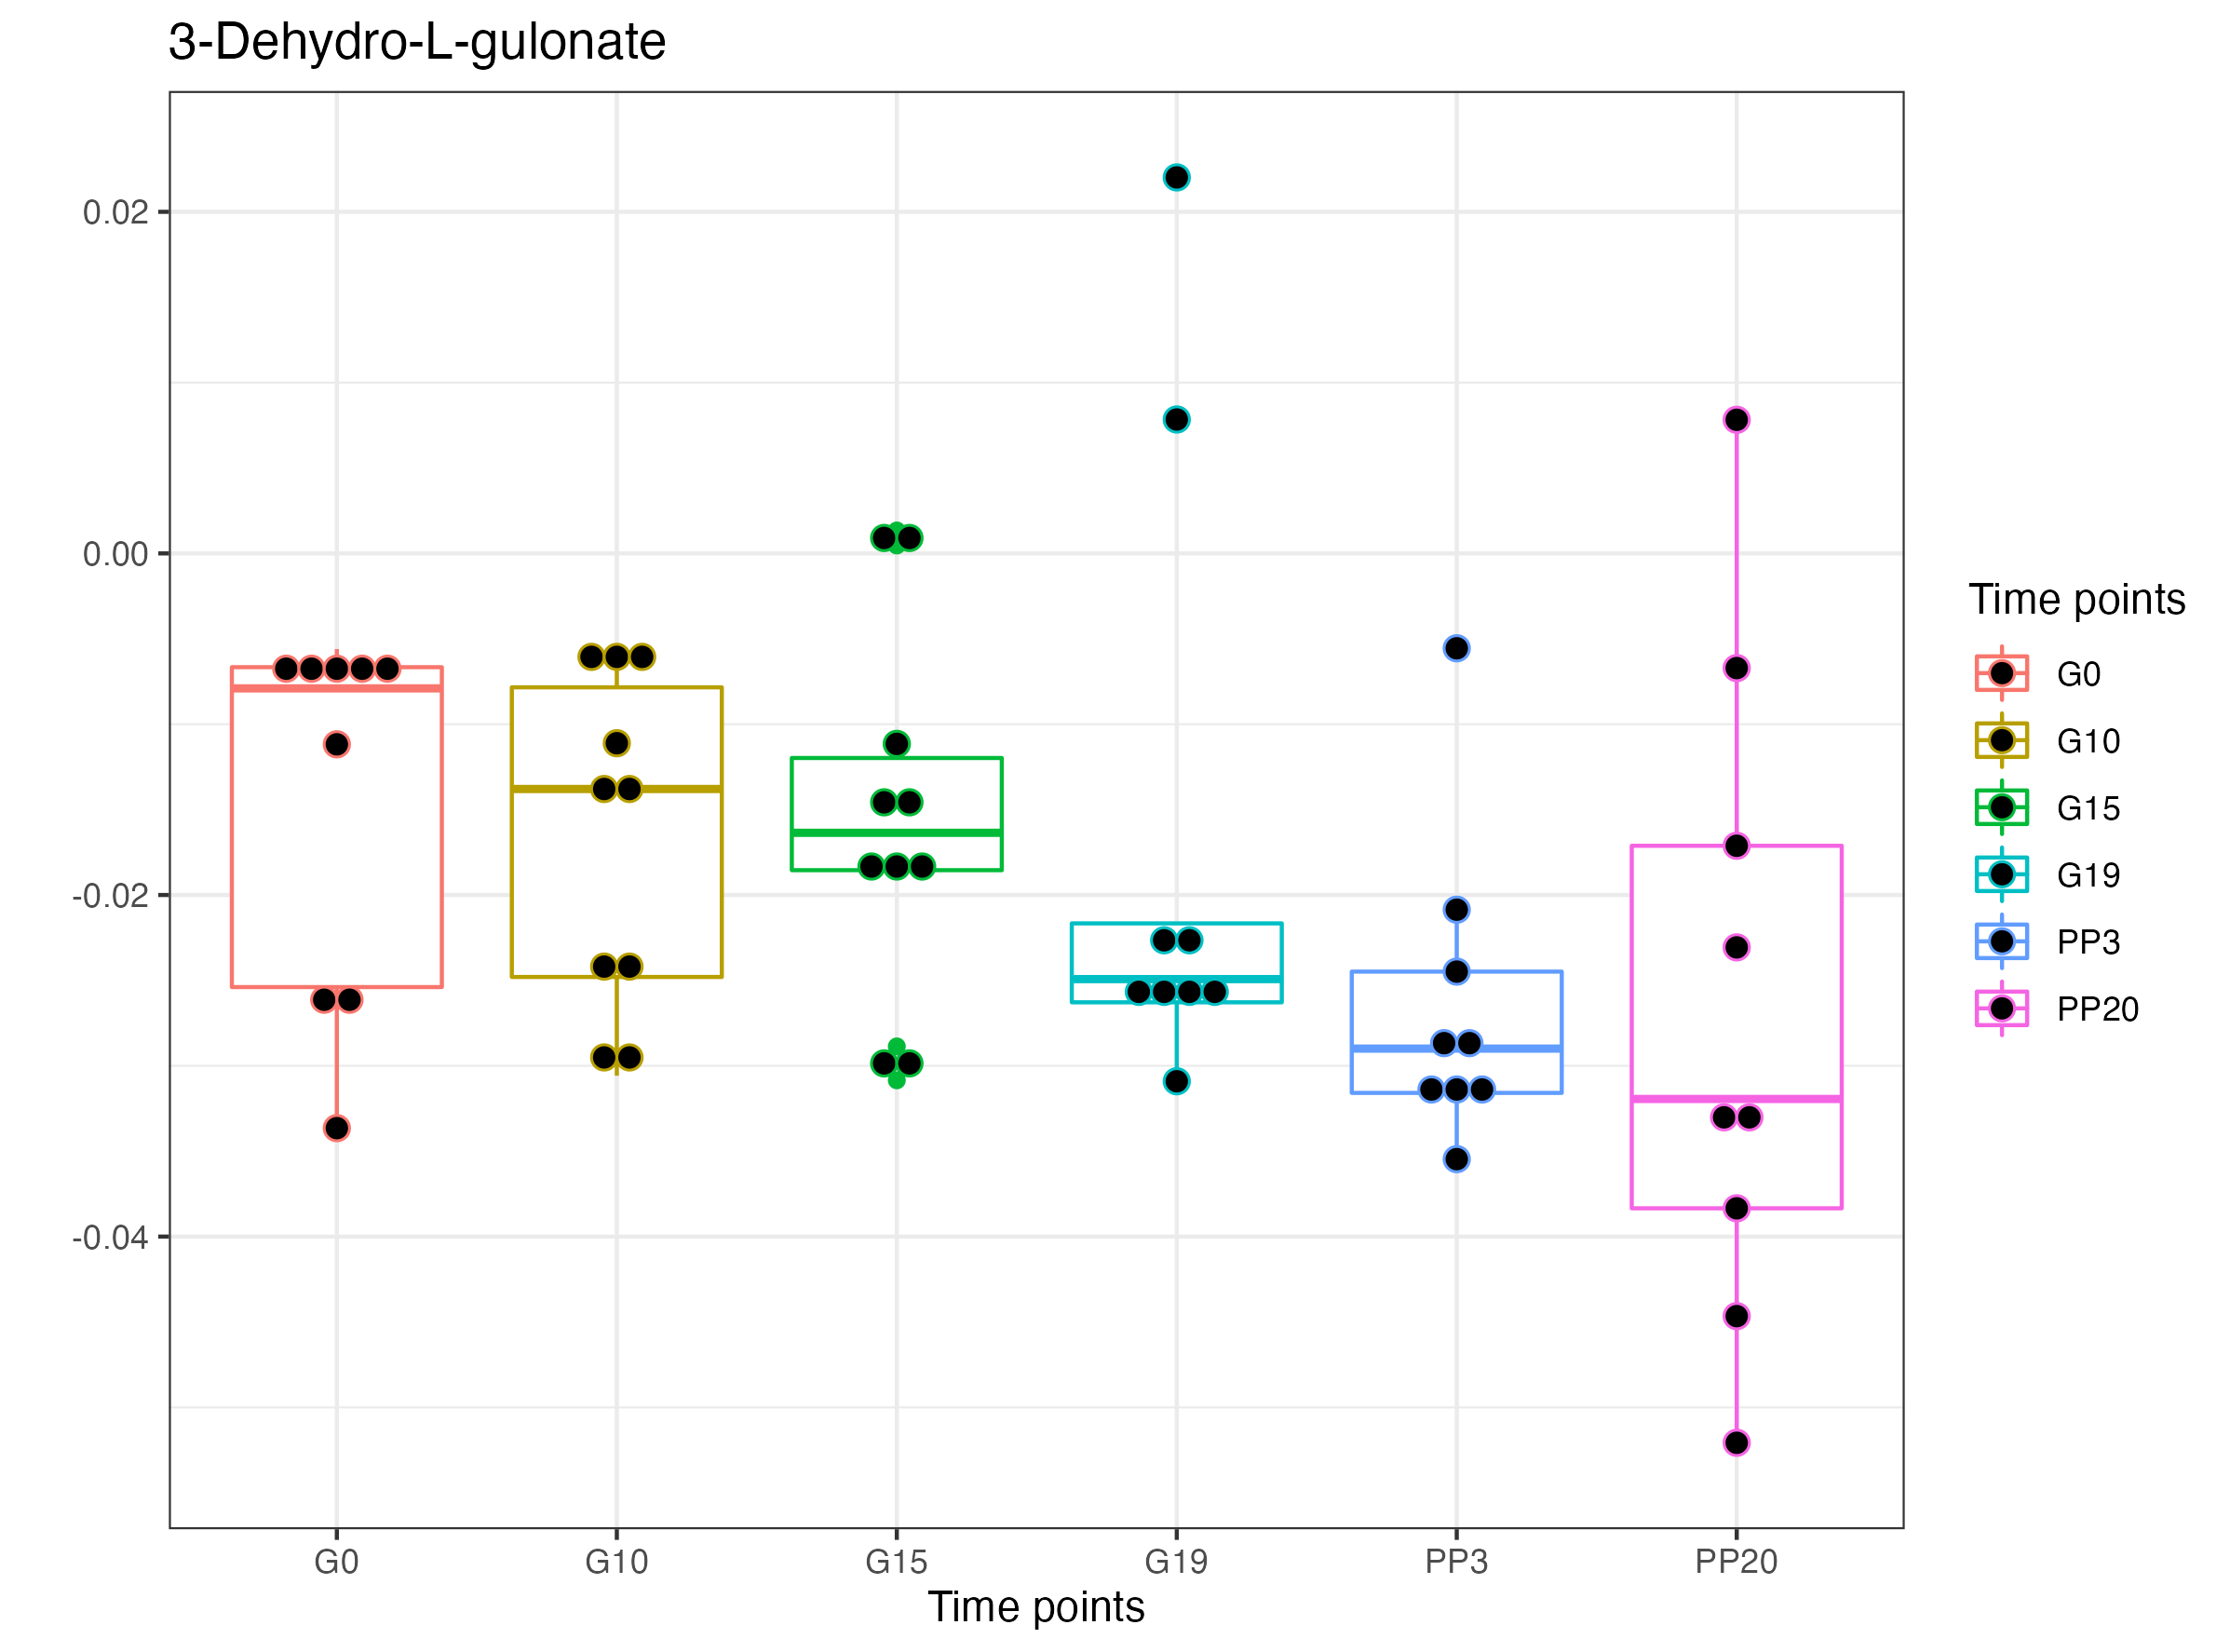 3-Dehydro-L-gulonate
0.02
0.00
-0.02
-0.04
G0 G10 G15 G19 PP3 PP20
Time points
Time points
G0
G10
G15
G19
PP3
PP20